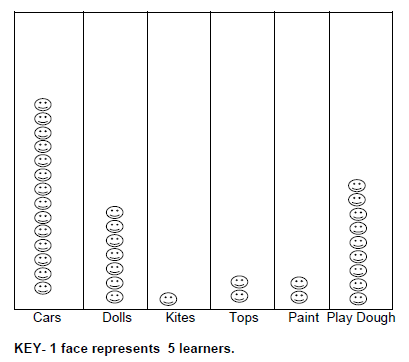 Cars Dolls Kites Tops Paint Play Dough
KEY- 1 face represents 5 learners.